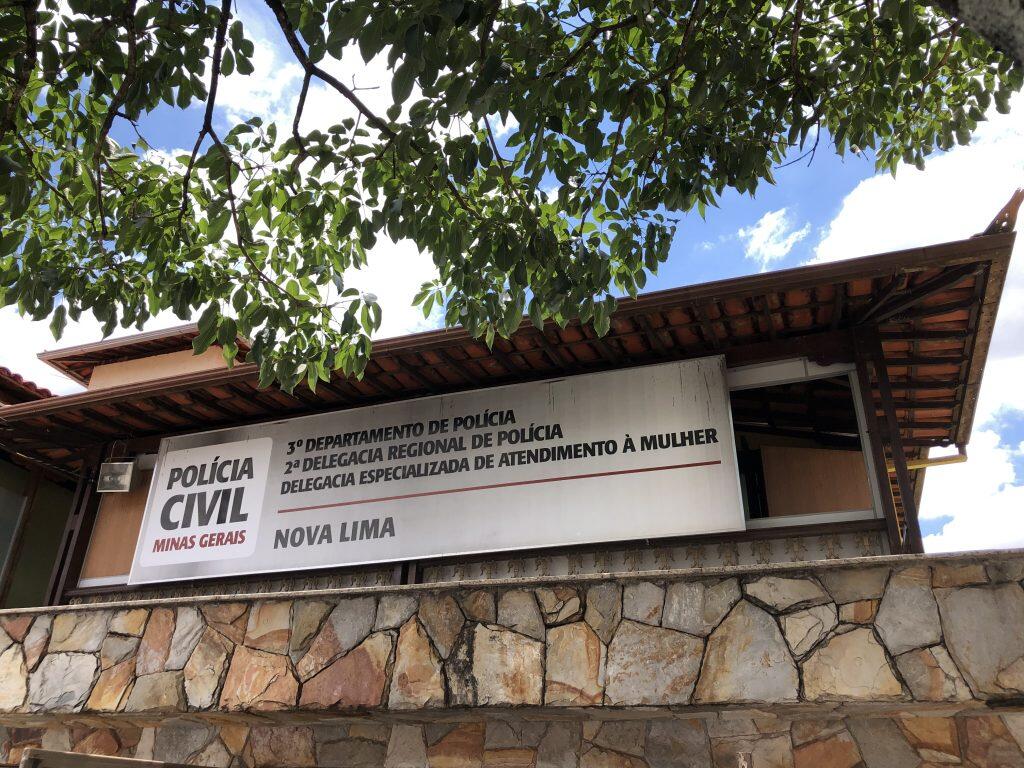 POLÍCIA
CIVIL
MINAS GERAIS
3º DEPARTAMENTO DE POLÍCIA
2ª DELEGACIA REGIONAL DE POLÍCIA
DELEGACIA ESPECIALIZADA DE ATENDIMENTO À MULHER
NOVA LIMA